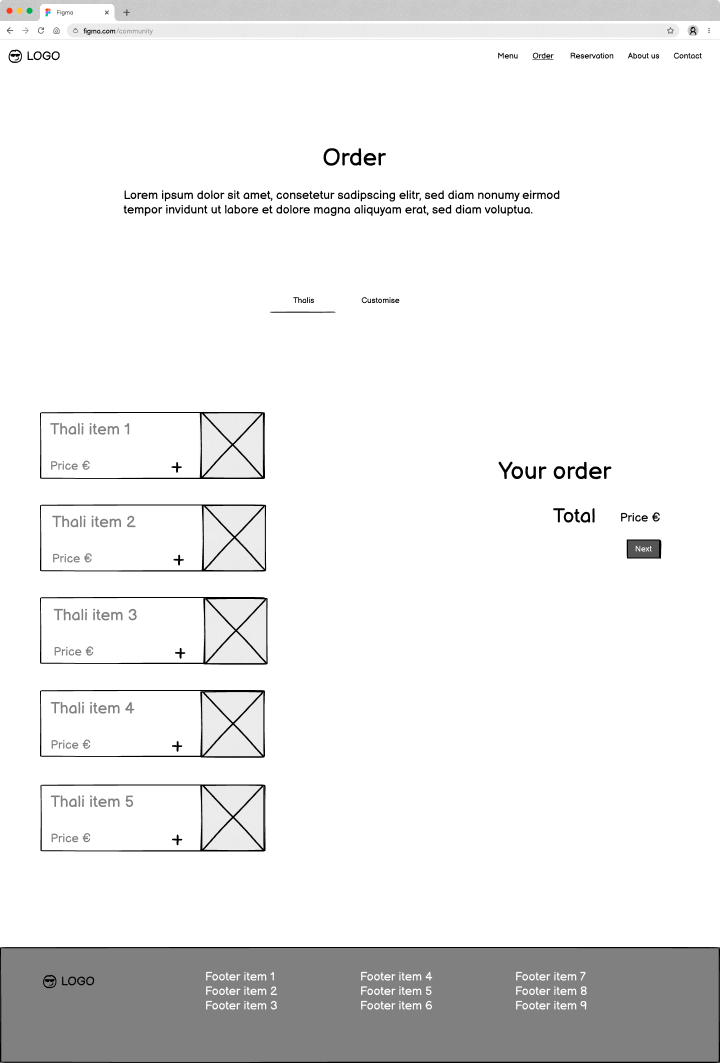 Figma
figma.com/community
LOGO
Menu Order Reservation About us Contact
Order
Lorem ipsum dolor sit amet, consetetur sadipscing elitr, sed diam nonumy eirmod
tempor invidunt ut labore et dolore magna aliquyam erat, sed diam voluptua.
Thalis Customise
Thali item 1
Price €
+
Thali item 2
Price €
+
Thali item 3
Price €
+
Thali item 4
Price €
+
Thali item 5
Price €
+
Your order
Total Price €
Next
LOGO
Footer item 1
Footer item 2
Footer item 3
Footer item 4
Footer item 5
Footer item 6
Footer item 7
Footer item 8
Footer item 9